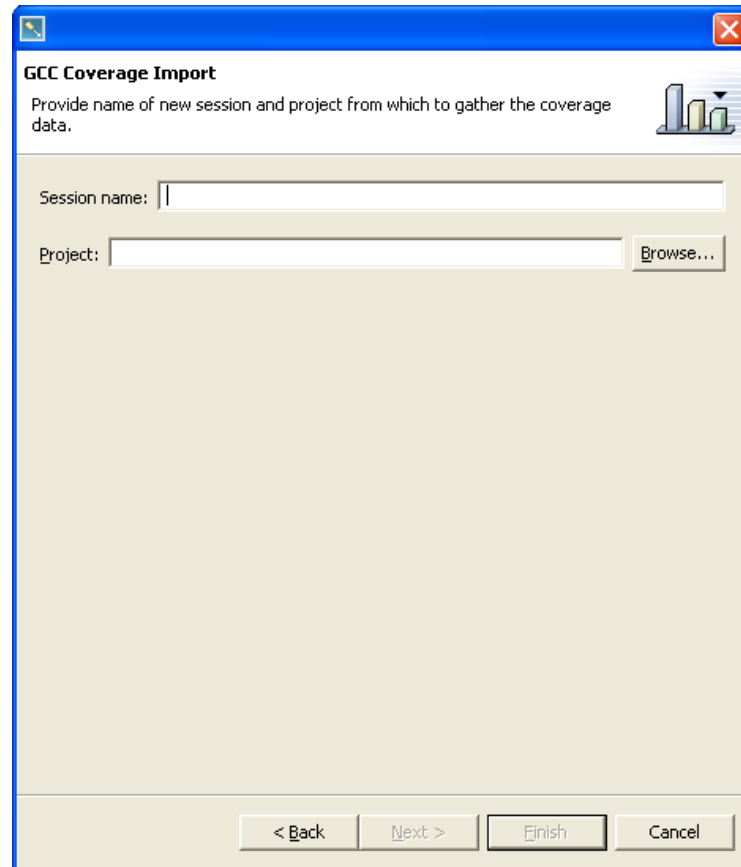 GCC Coverage Import
Provide name of new session and project from which to gather the coverage
data.
Session name:
Project:
Browse...
< Back
Next >
Finish
Cancel